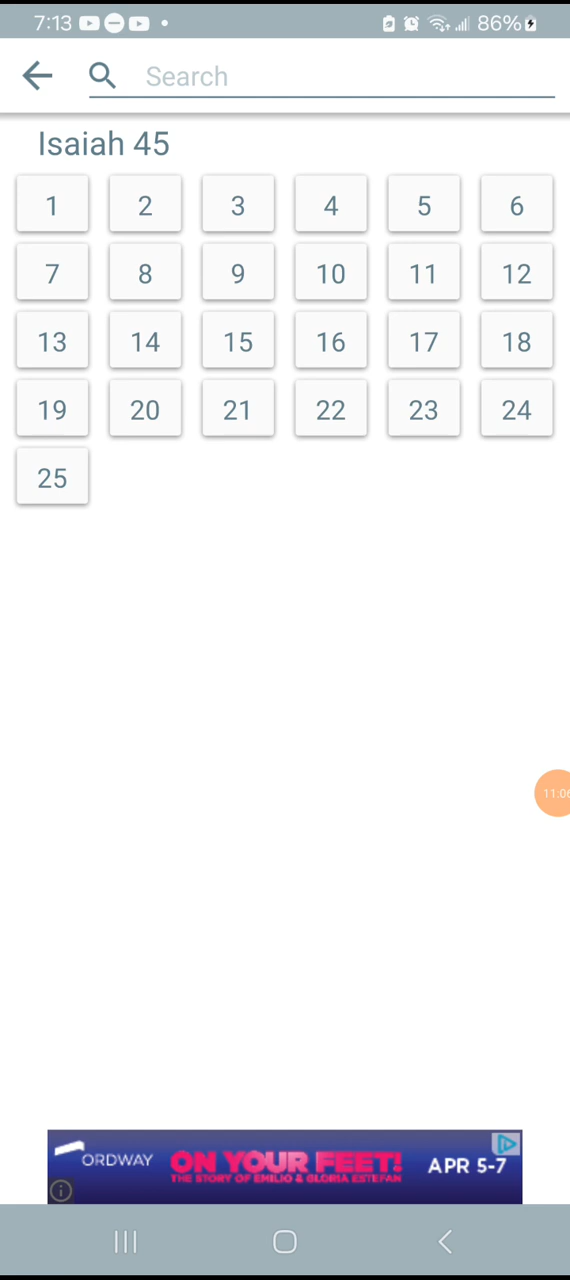 7:13 86%
Search
Isaiah 45
1 2 3 4 5 6
7 8 9 10 11 12
13 14 15 16 17 18
19 20 21 22 23 24
25
11:06
ORDWAY ON YOUR FEET! APR 5-7
THE STORY OF EMILIO & GLORIA ESTEFAN